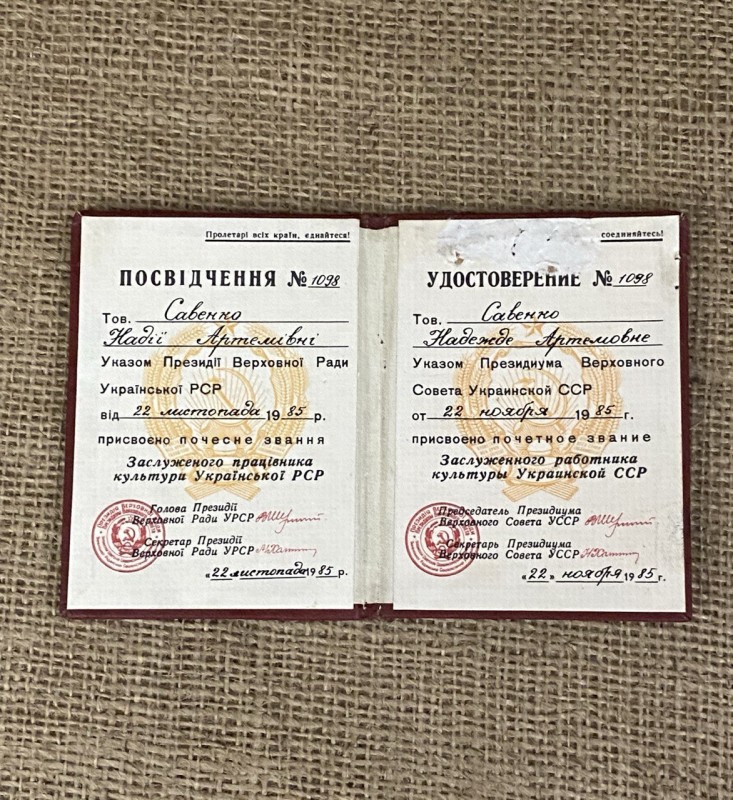 Пролетарі всіх країн, єднайтеся!
ПОСВІДЧЕННЯ № 1098
Тов. Савенко
Надії Артемівні
Указом Президії Верховної Ради
Української РСР
від 22 листопада 1985 р.
присвоєно почесне звання
Заслуженого працівника
культури Української РСР
Голова Президії
Верховної Ради УРСР
Секретар Президії
Верховної Ради УРСР
«22 листопада 1985 р.
соединяйтесь!
УДОСТОВЕРЕНИЕ № 1098
Тов. Савенко
Надежде Артемовне
Указом Президиума Верховного
Совета Украинской ССР
от 22 ноября 1985 г.
присвоено почетное звание
Заслуженного работника
культуры Украинской ССР
Председатель Президиума
Верховного Совета УССР
Секретарь Президиума
Верховного Совета УССР
«22» ноября 1985 г.